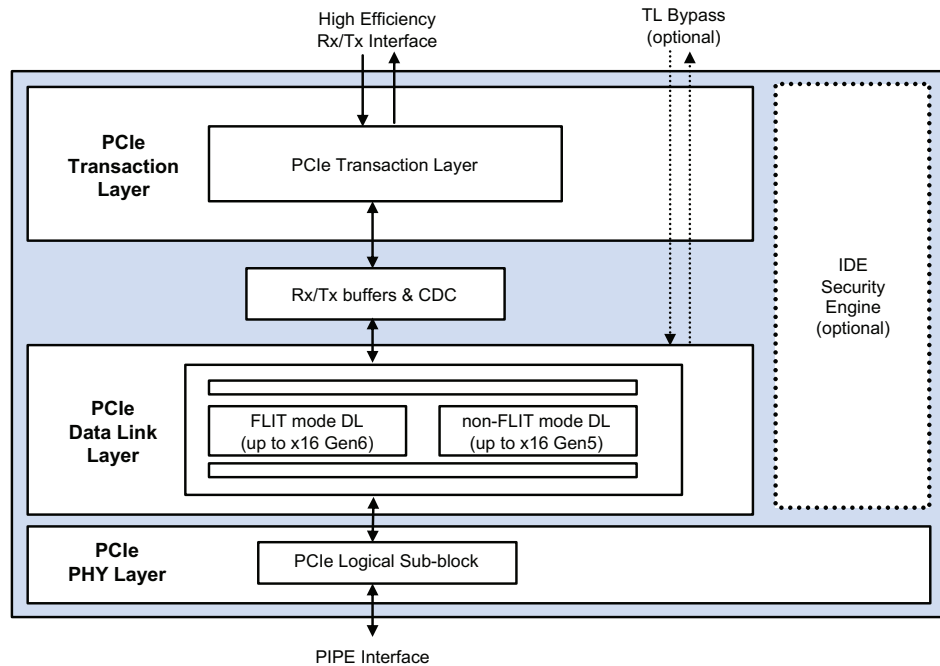 High Efficiency
Rx/Tx Interface
TL Bypass
(optional)
PCIe
Transaction
Layer
PCIe Transaction Layer
Rx/Tx buffers & CDC
IDE
Security
Engine
(optional)
PCIe
Data Link
Layer
FLIT mode DL
(up to x16 Gen6)
non-FLIT mode DL
(up to x16 Gen5)
PCIe
PHY Layer
PCIe Logical Sub-block
PIPE Interface